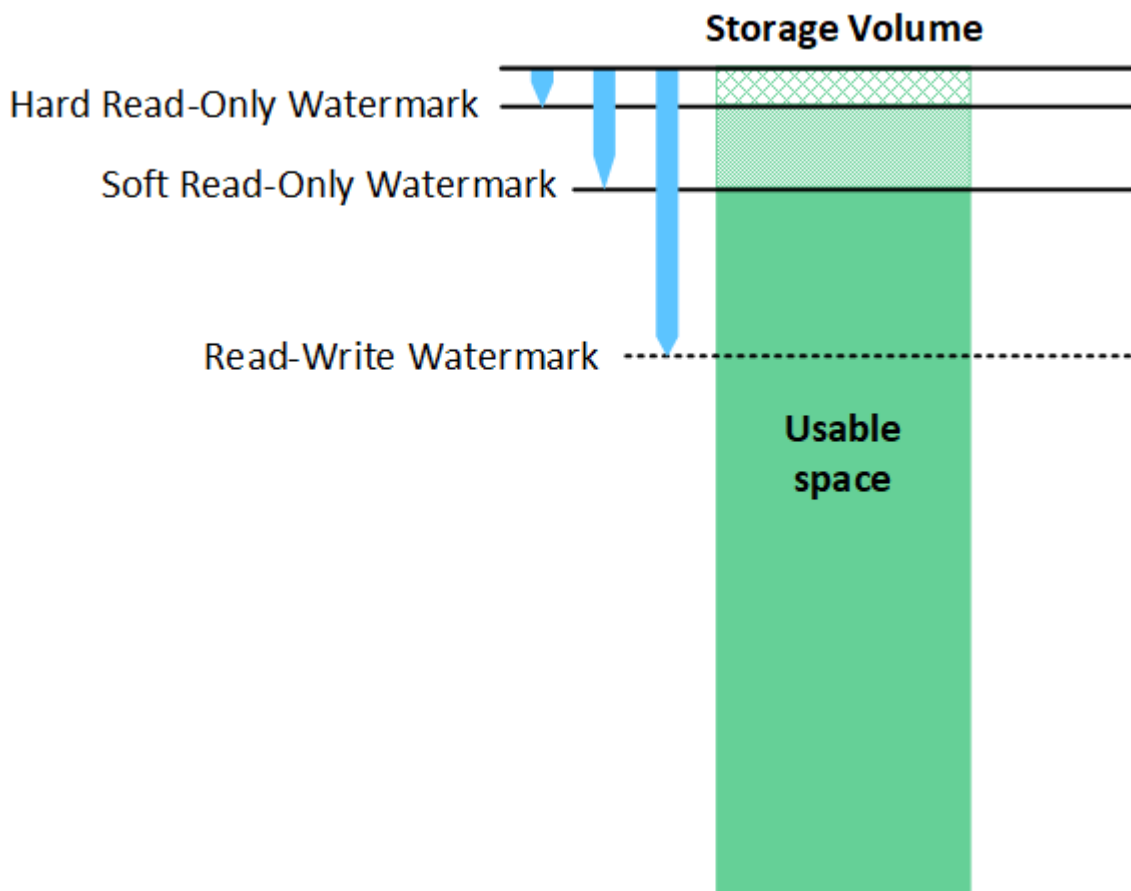 Storage Volume
Hard Read-Only Watermark
Soft Read-Only Watermark
Read-Write Watermark
Usable
space